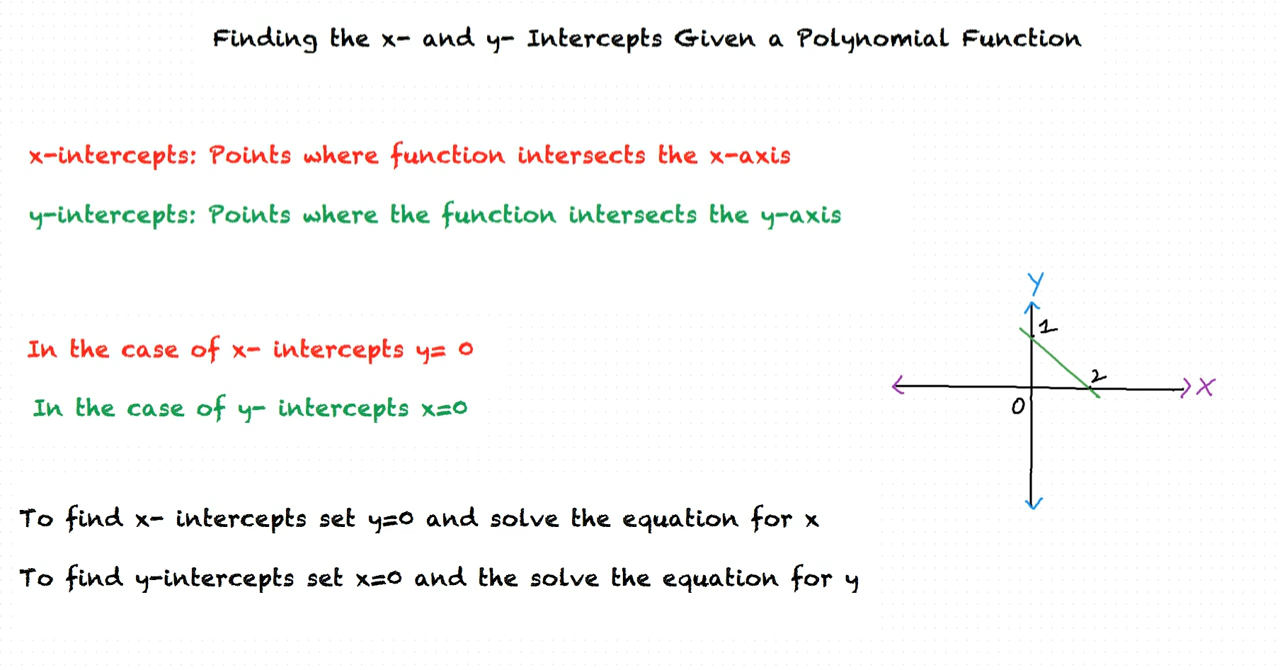 Finding the x- and y- Intercepts Given a Polynomial Function
x-intercepts: Points where function intersects the x-axis
y-intercepts: Points where the function intersects the y-axis
In the case of x- intercepts y= 0
In the case of y- intercepts x=0
To find x- intercepts set y=0 and solve the equation for x
To find y-intercepts set x=0 and the solve the equation for y
Y
1
2
X
0